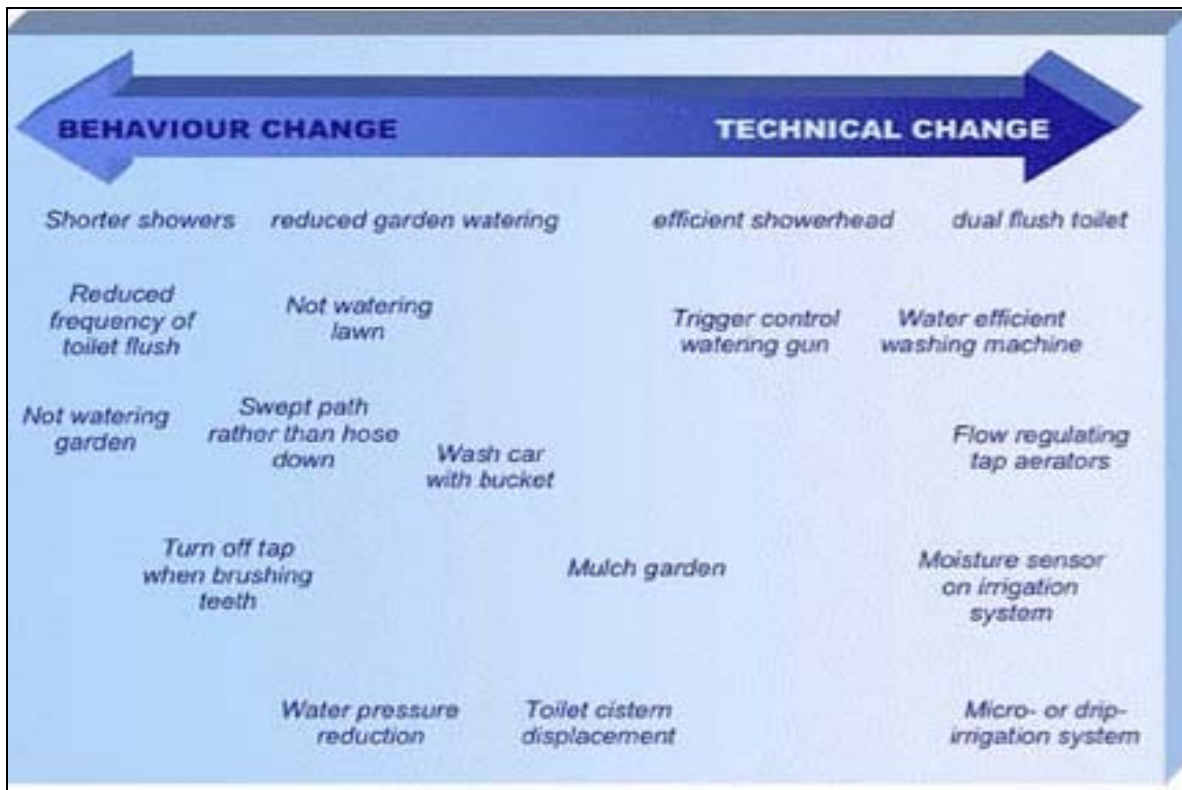 BEHAVIOUR CHANGE
TECHNICAL CHANGE
Shorter showers
reduced garden watering
efficient showerhead
dual flush toilet
Reduced
frequency of
toilet flush
Not watering
lawn
Trigger control
watering gun
Water efficient
washing machine
Not watering
garden
Swept path
rather than hose
down
Wash car
with bucket
Flow regulating
tap aerators
Turn off tap
when brushing
teeth
Mulch garden
Moisture sensor
on irrigation
system
Water pressure
reduction
Toilet cistern
displacement
Micro- or drip-
irrigation system